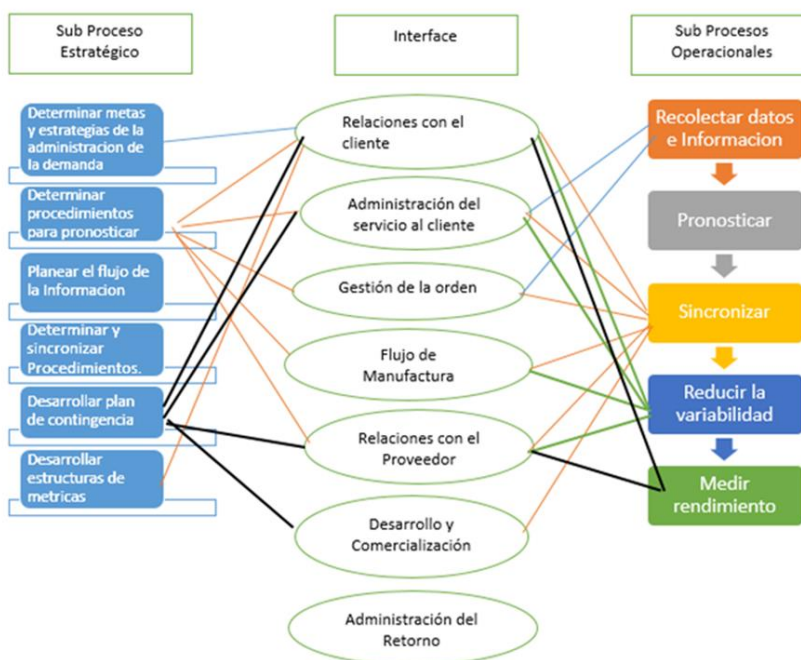 Sub Proceso
Estratégico
Interface
Sub Procesos
Operacionales
Determinar metas
y estrategias de la
administracion de
la demanda
Determinar
procedimientos
para pronosticar
Planear el flujo de
la Informacion
Determinar y
sincronizar
Procedimientos.
Desarrollar plan
de contingencia
Desarrollar
estructuras de
metricas
Relaciones con el
cliente
Administración del
servicio al cliente
Gestión de la orden
Flujo de
Manufactura
Relaciones con el
Proveedor
Desarrollo y
Comercialización
Administración del
Retorno
Recolectar datos
e Informacion
Pronosticar
Sincronizar
Reducir la
variabilidad
Medir
rendimiento